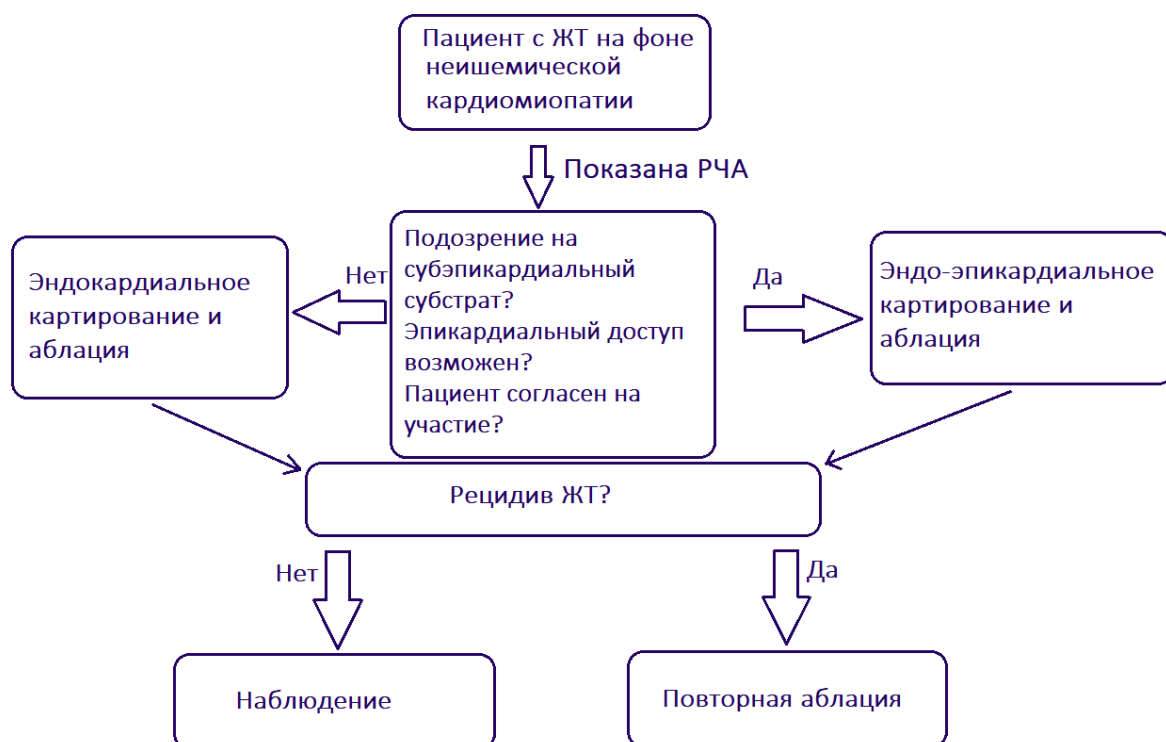 Пациент с ЖТ на фоне
неишемической
кардиомиопатии
Показана РЧА
Подозрение на
субэпикардиальный
субстрат?
Эпикардиальный доступ
возможен?
Пациент согласен на
участие?
Нет
Да
Эндокардиальное
картирование и
аблация
Эндо-эпикардиальное
картирование и
аблация
Рецидив ЖТ?
Нет
Да
Наблюдение
Повторная аблация